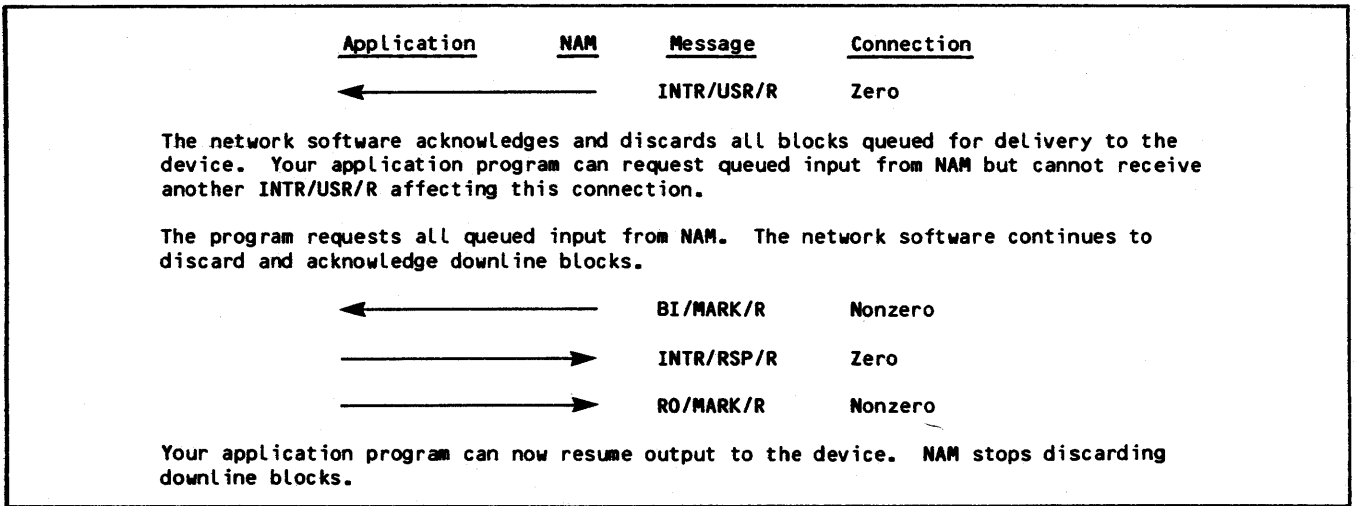 Application NAM Message Connection
INTR/USR/R Zero
The network software acknowledges and discards all blocks queued for delivery to the
device. Your application program can request queued input from NAM but cannot receive
another INTR/USR/R affecting this connection.
The program requests all queued input from NAM. The network software continues to
discard and acknowledge downline blocks.
BI/MARK/R Nonzero
INTR/RSP/R Zero
RO/MARK/R Nonzero
Your application program can now resume output to the device. NAM stops discarding
downline blocks.